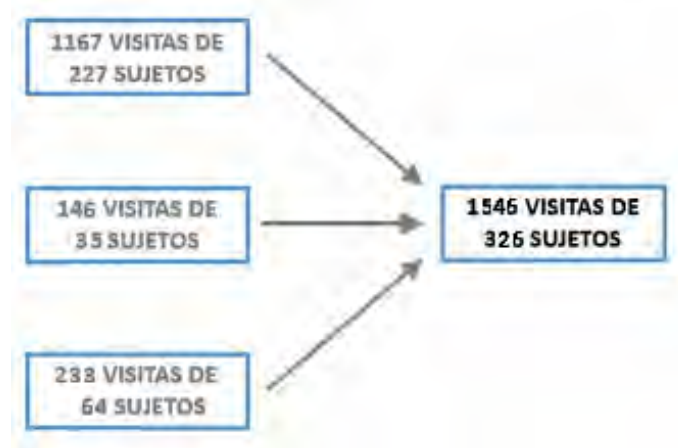 1167 VISITAS DE
227 SUJETOS
146 VISITAS DE
35 SUJETOS
233 VISITAS DE
64 SUJETOS
1546 VISITAS DE
326 SUJETOS